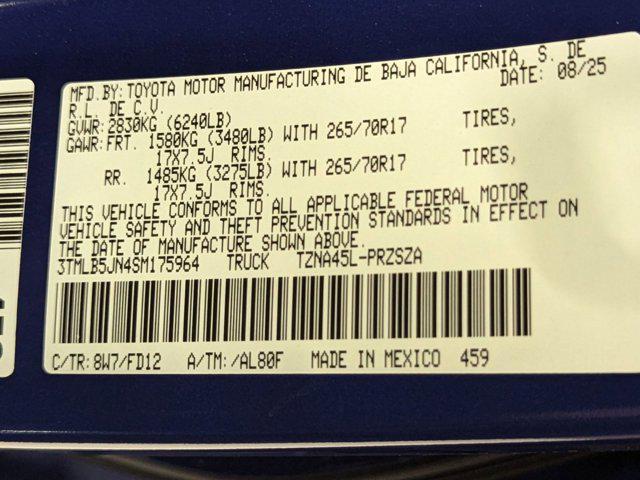 MFD.BY: TOYOTA MOTOR MANUFACTURING DE BAJA CALIFORNIA, S. DE
R.L. DE C.V. DATE: 08/25
GVWR: 2830KG (6240LB)
GAWR: FRT. 1580KG (3480LB) WITH 265/70R17 TIRES,
17X7.5J RIMS.
RR. 1485KG (3275LB) WITH 265/70R17 TIRES,
17X7.5J RIMS.
THIS VEHICLE CONFORMS TO ALL APPLICABLE FEDERAL MOTOR
VEHICLE SAFETY AND THEFT PREVENTION STANDARDS IN EFFECT ON
THE DATE OF MANUFACTURE SHOWN ABOVE.
3TMLB5JN4SM175964 TRUCK TZNA45L-PRZSZA
C/TR: 8W7/FD12 A/TM: /AL80F MADE IN MEXICO 459